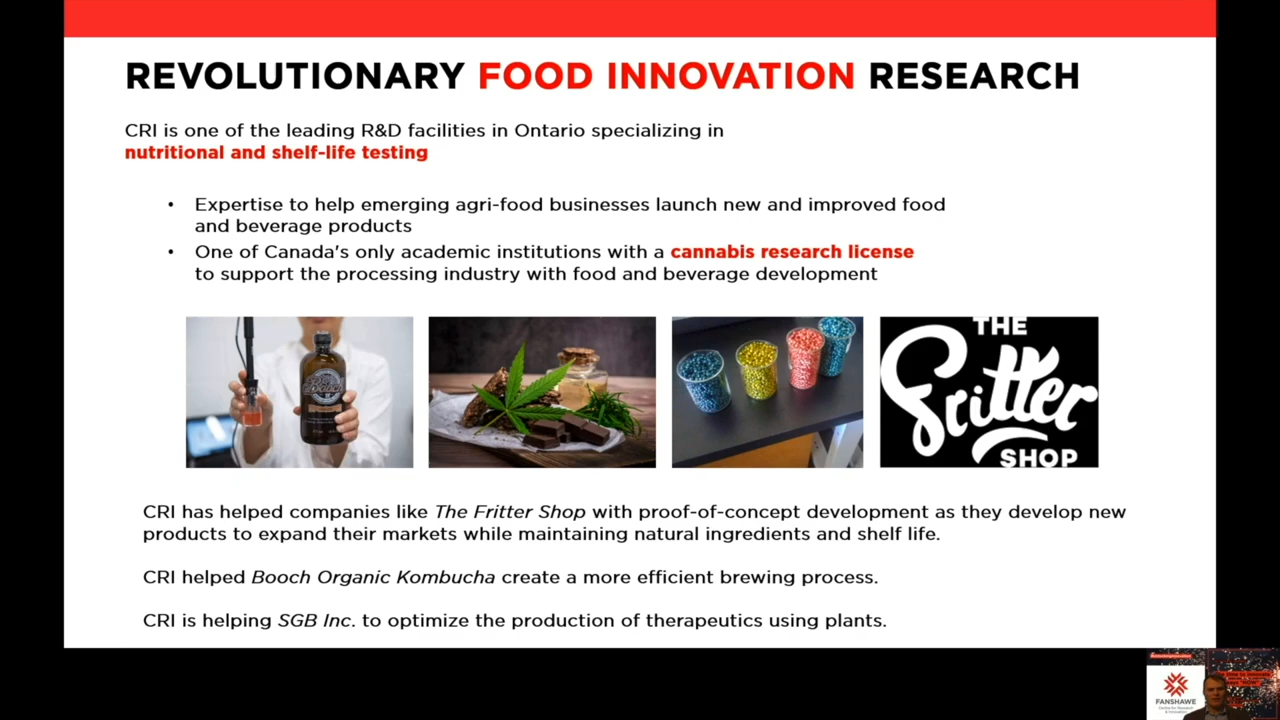 REVOLUTIONARY FOOD INNOVATION RESEARCH
CRI is one of the leading R&D facilities in Ontario specializing in
nutritional and shelf-life testing
• Expertise to help emerging agri-food businesses launch new and improved food
and beverage products
• One of Canada's only academic institutions with a cannabis research license
to support the processing industry with food and beverage development
THE
Fritter
SHOP
CRI has helped companies like The Fritter Shop with proof-of-concept development as they develop new
products to expand their markets while maintaining natural ingredients and shelf life.
CRI helped Booch Organic Kombucha create a more efficient brewing process.
CRI is helping SGB Inc. to optimize the production of therapeutics using plants.
FANSHAWE
Centre for Research
& Innovation